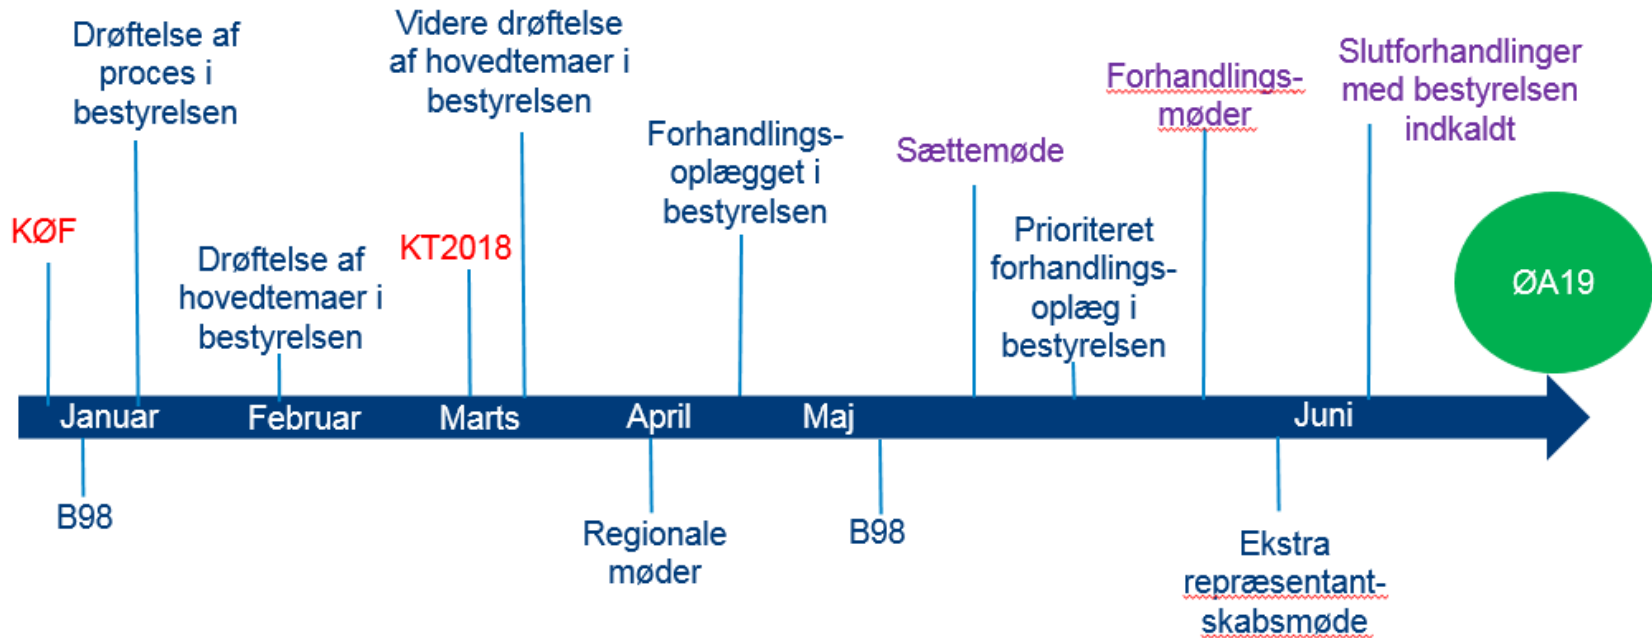 Drøftelse af
proces i
bestyrelsen
Videre drøftelse
af hovedtemaer i
bestyrelsen
Forhandlings-
oplægget i
bestyrelsen
Sættemøde
Forhandlings-
møder
Slutforhandlinger
med bestyrelsen
indkaldt
KØF
Drøftelse af
hovedtemaer i
bestyrelsen
KT2018
Prioriteret
forhandlings-
oplæg i
bestyrelsen
ØA19
Januar
Februar
Marts
April
Maj
Juni
B98
Regionale
møder
B98
Ekstra
repræsentant-
skabsmøde